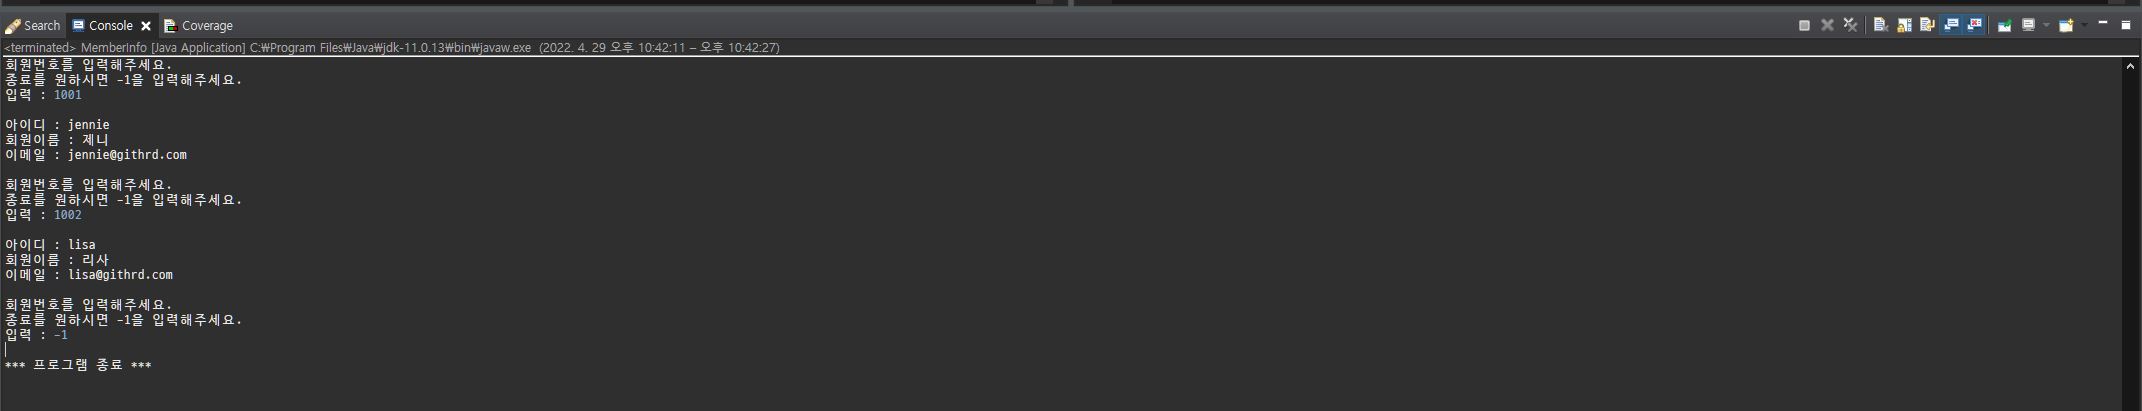 Search Console Coverage
<terminated> MemberInfo [Java Application] C:₩Program Files₩Java₩jdk-11.0.13₩bin₩javaw.exe (2022. 4. 29 오후 10:42:11 – 오후 10:42:27)
회원번호를 입력해주세요.
종료를 원하시면 -1을 입력해주세요.
입력 : 1001
아이디 : jennie
회원이름 : 제니
이메일 : jennie@githrd.com
회원번호를 입력해주세요.
종료를 원하시면 -1을 입력해주세요.
입력 : 1002
아이디 : lisa
회원이름 : 리사
이메일 : lisa@githrd.com
회원번호를 입력해주세요.
종료를 원하시면 -1을 입력해주세요.
입력 : -1
*** 프로그램 종료 ***